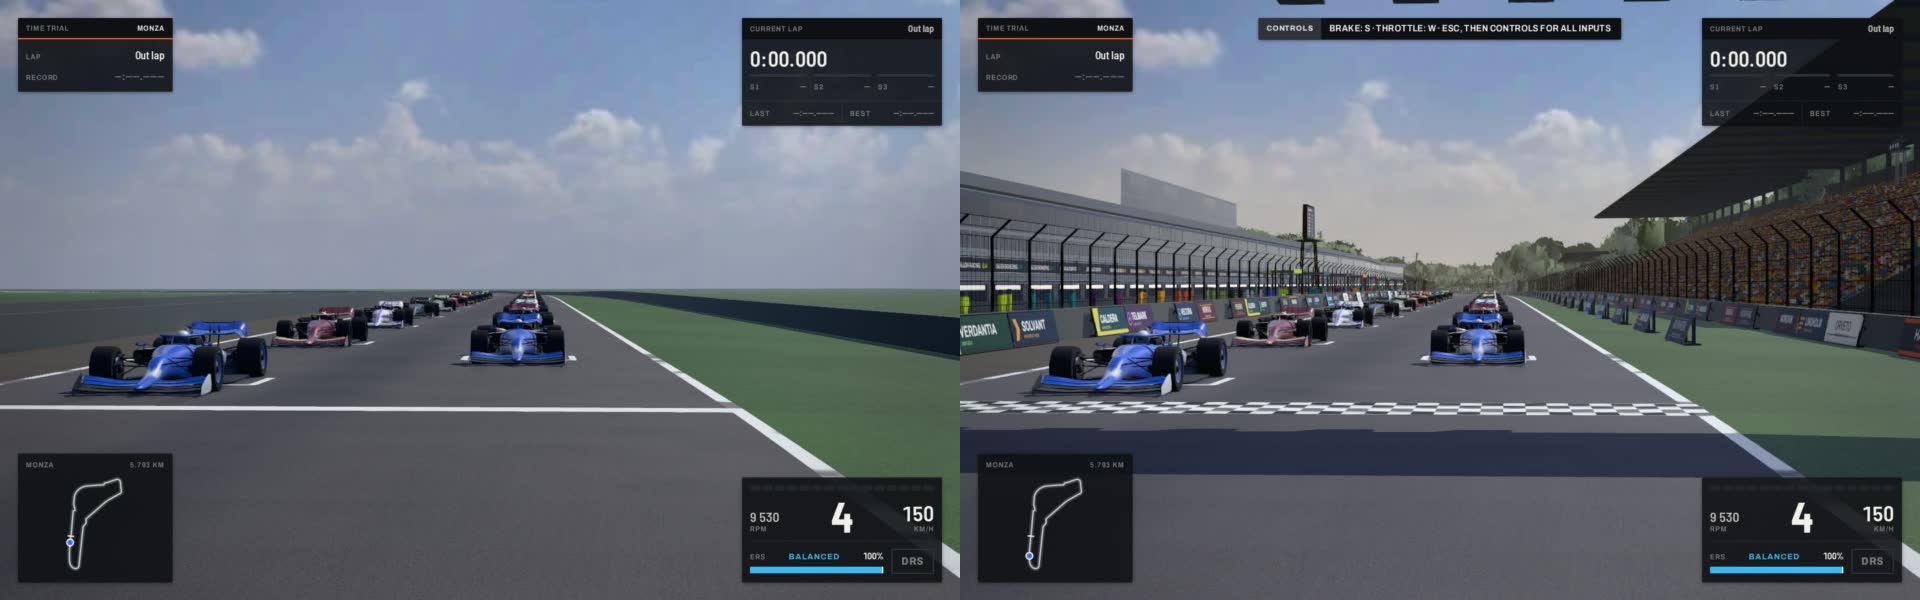 TIME TRIAL MONZA
LAP Out lap
RECORD -:--.---
CURRENT LAP Out lap
0:00.000
S1 – S2 – S3 –
LAST -:--.--- BEST -:--.---
MONZA 5.793 KM
9 530 RPM
4
150 KM/H
ERS BALANCED 100% DRS
TIME TRIAL MONZA
LAP Out lap
RECORD -:--.---
CONTROLS BRAKE: S · THROTTLE: W · ESC, THEN CONTROLS FOR ALL INPUTS
CURRENT LAP Out lap
0:00.000
S1 – S2 – S3 –
LAST -:--.--- BEST -:--.---
VERDANTIA
SOLVANT
CALDERA
TELMARK
ORVETO
MONZA 5.793 KM
9 530 RPM
4
150 KM/H
ERS BALANCED 100% DRS